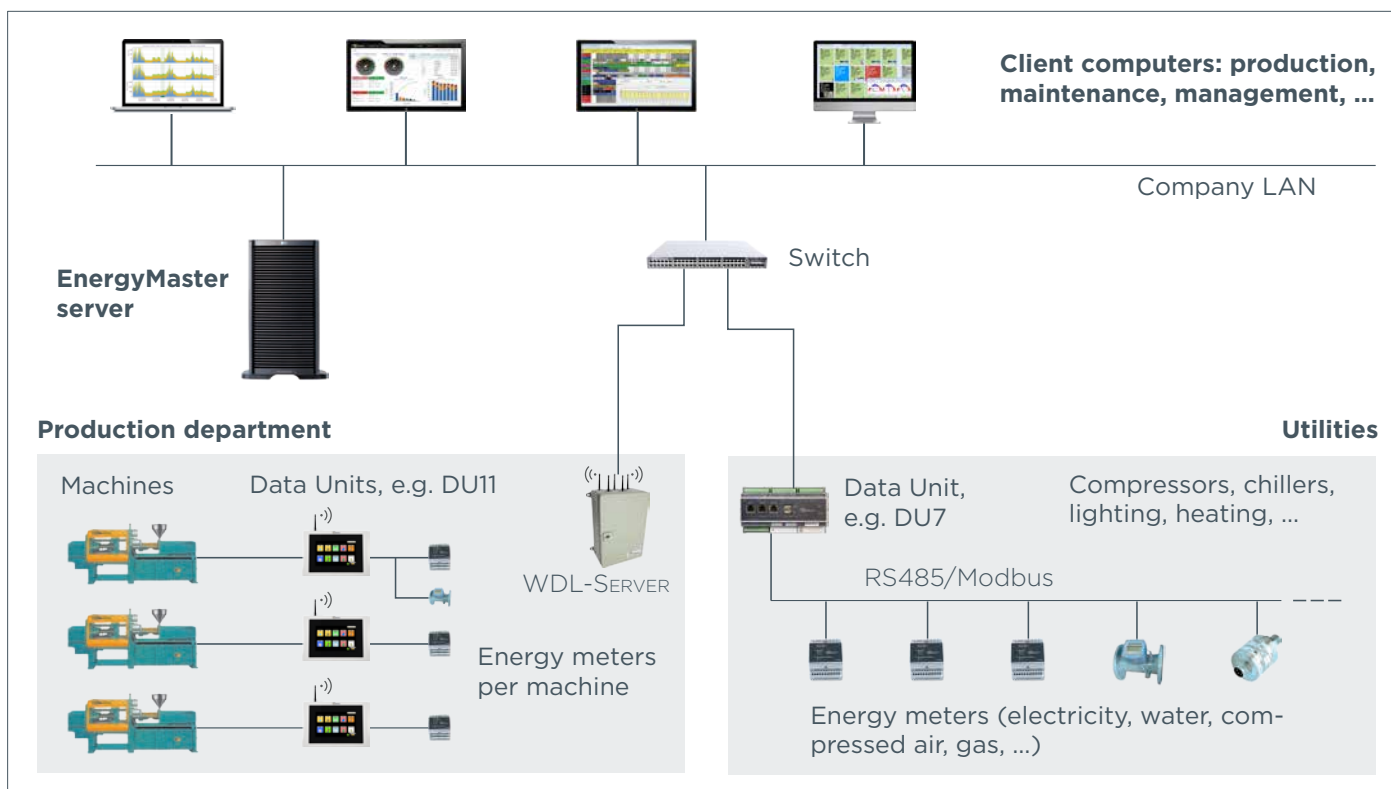 Client computers: production,
maintenance, management, ...
Company LAN
EnergyMaster
server
Switch
Production department
Utilities
Machines
Data Units, e.g. DU11
WDL-SERVER
Energy meters
per machine
Data Unit,
e.g. DU7
Compressors, chillers,
lighting, heating, ...
RS485/Modbus
Energy meters (electricity, water, com-
pressed air, gas, ...)